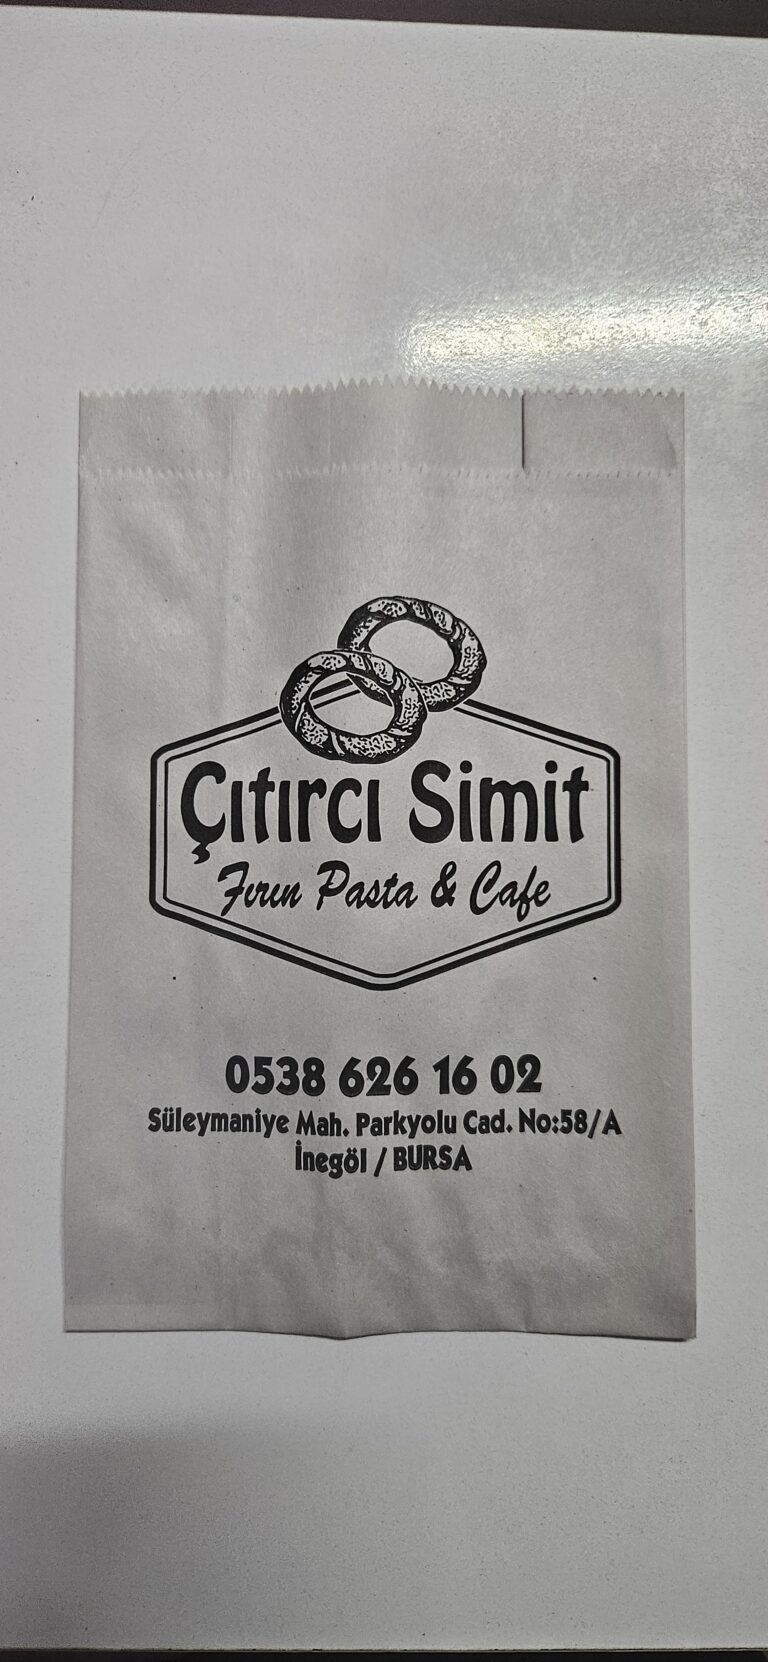 Çıtırcı Simit
Fırın Pasta & Cafe
0538 626 16 02
Süleymaniye Mah. Parkyolu Cad. No:58/A
İnegöl / BURSA